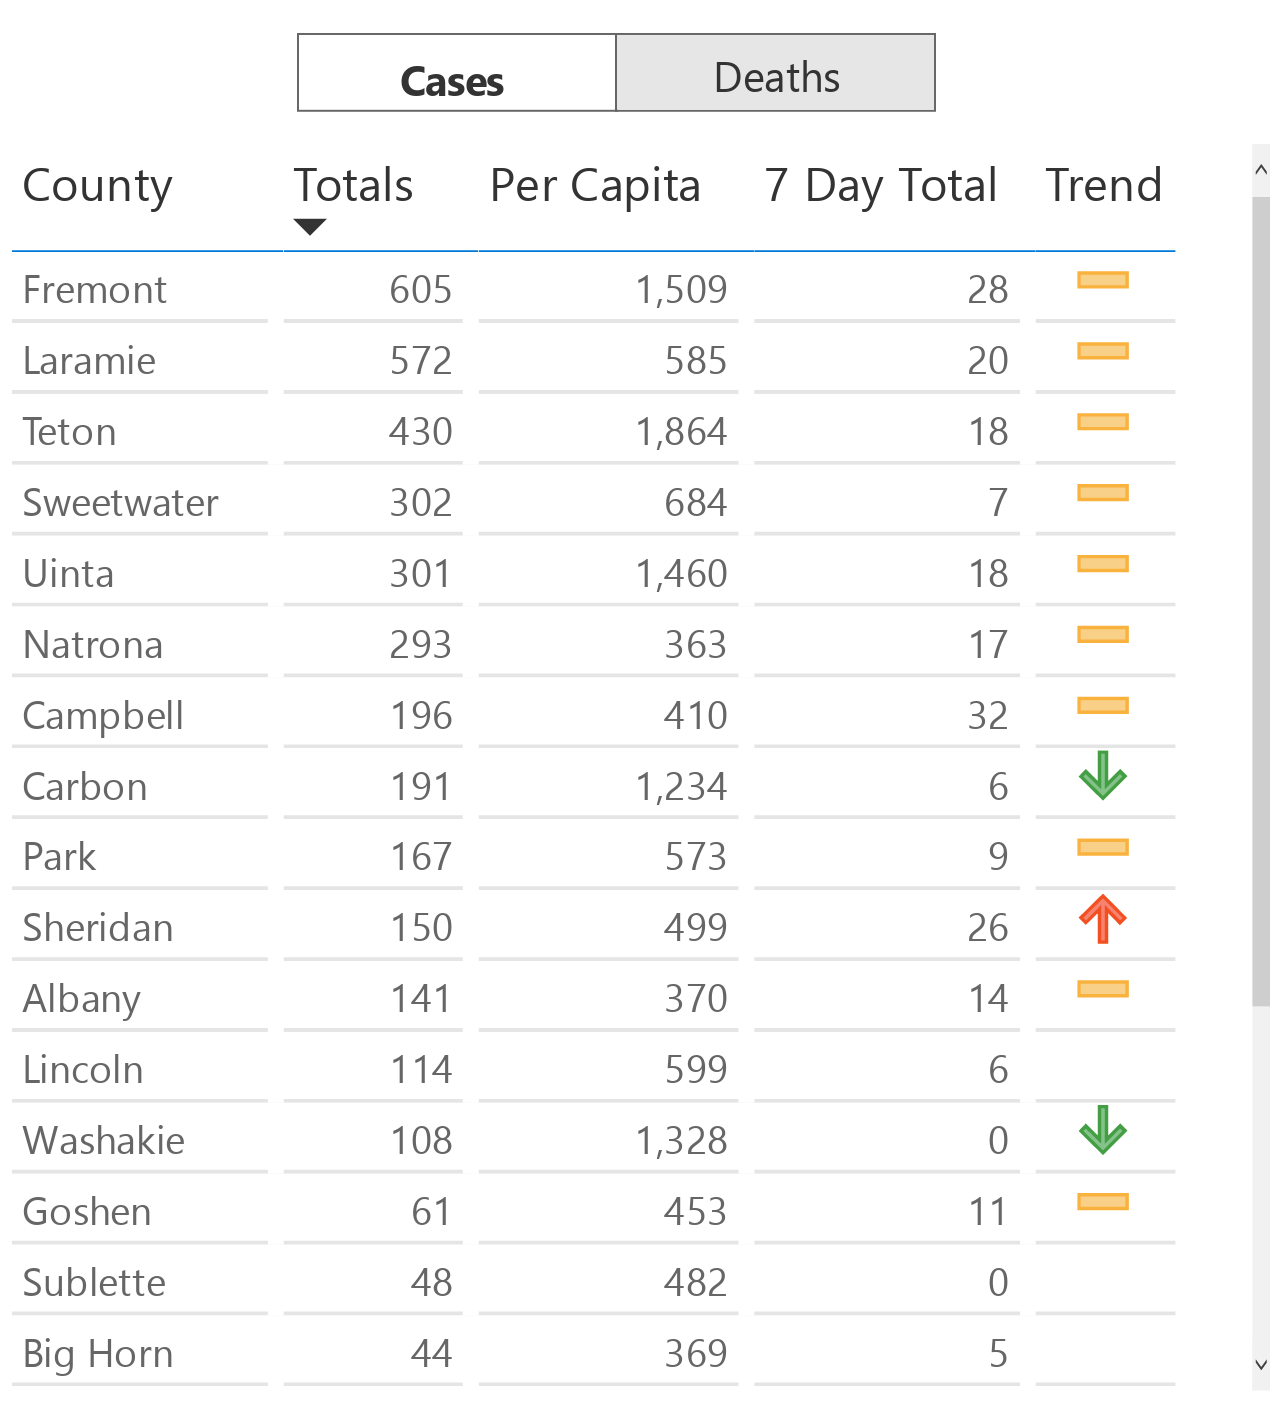 Cases Deaths
County Totals Per Capita 7 Day Total Trend
Fremont 605 1,509 28
Laramie 572 585 20
Teton 430 1,864 18
Sweetwater 302 684 7
Uinta 301 1,460 18
Natrona 293 363 17
Campbell 196 410 32
Carbon 191 1,234 6
Park 167 573 9
Sheridan 150 499 26
Albany 141 370 14
Lincoln 114 599 6
Washakie 108 1,328 0
Goshen 61 453 11
Sublette 48 482 0
Big Horn 44 369 5